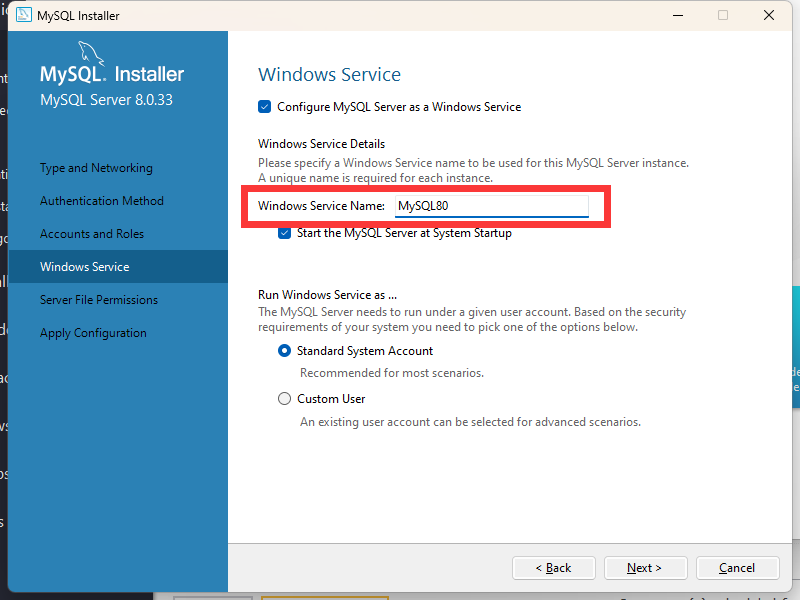 MySQL Installer
MySQL. Installer
MySQL Server 8.0.33
Type and Networking
Authentication Method
Accounts and Roles
Windows Service
Server File Permissions
Apply Configuration
Windows Service
Configure MySQL Server as a Windows Service
Windows Service Details
Please specify a Windows Service name to be used for this MySQL Server instance.
A unique name is required for each instance.
Windows Service Name: MySQL80
Start the MySQL Server at System Startup
Run Windows Service as ...
The MySQL Server needs to run under a given user account. Based on the security
requirements of your system you need to pick one of the options below.
Standard System Account
Recommended for most scenarios.
Custom User
An existing user account can be selected for advanced scenarios.
< Back
Next >
Cancel